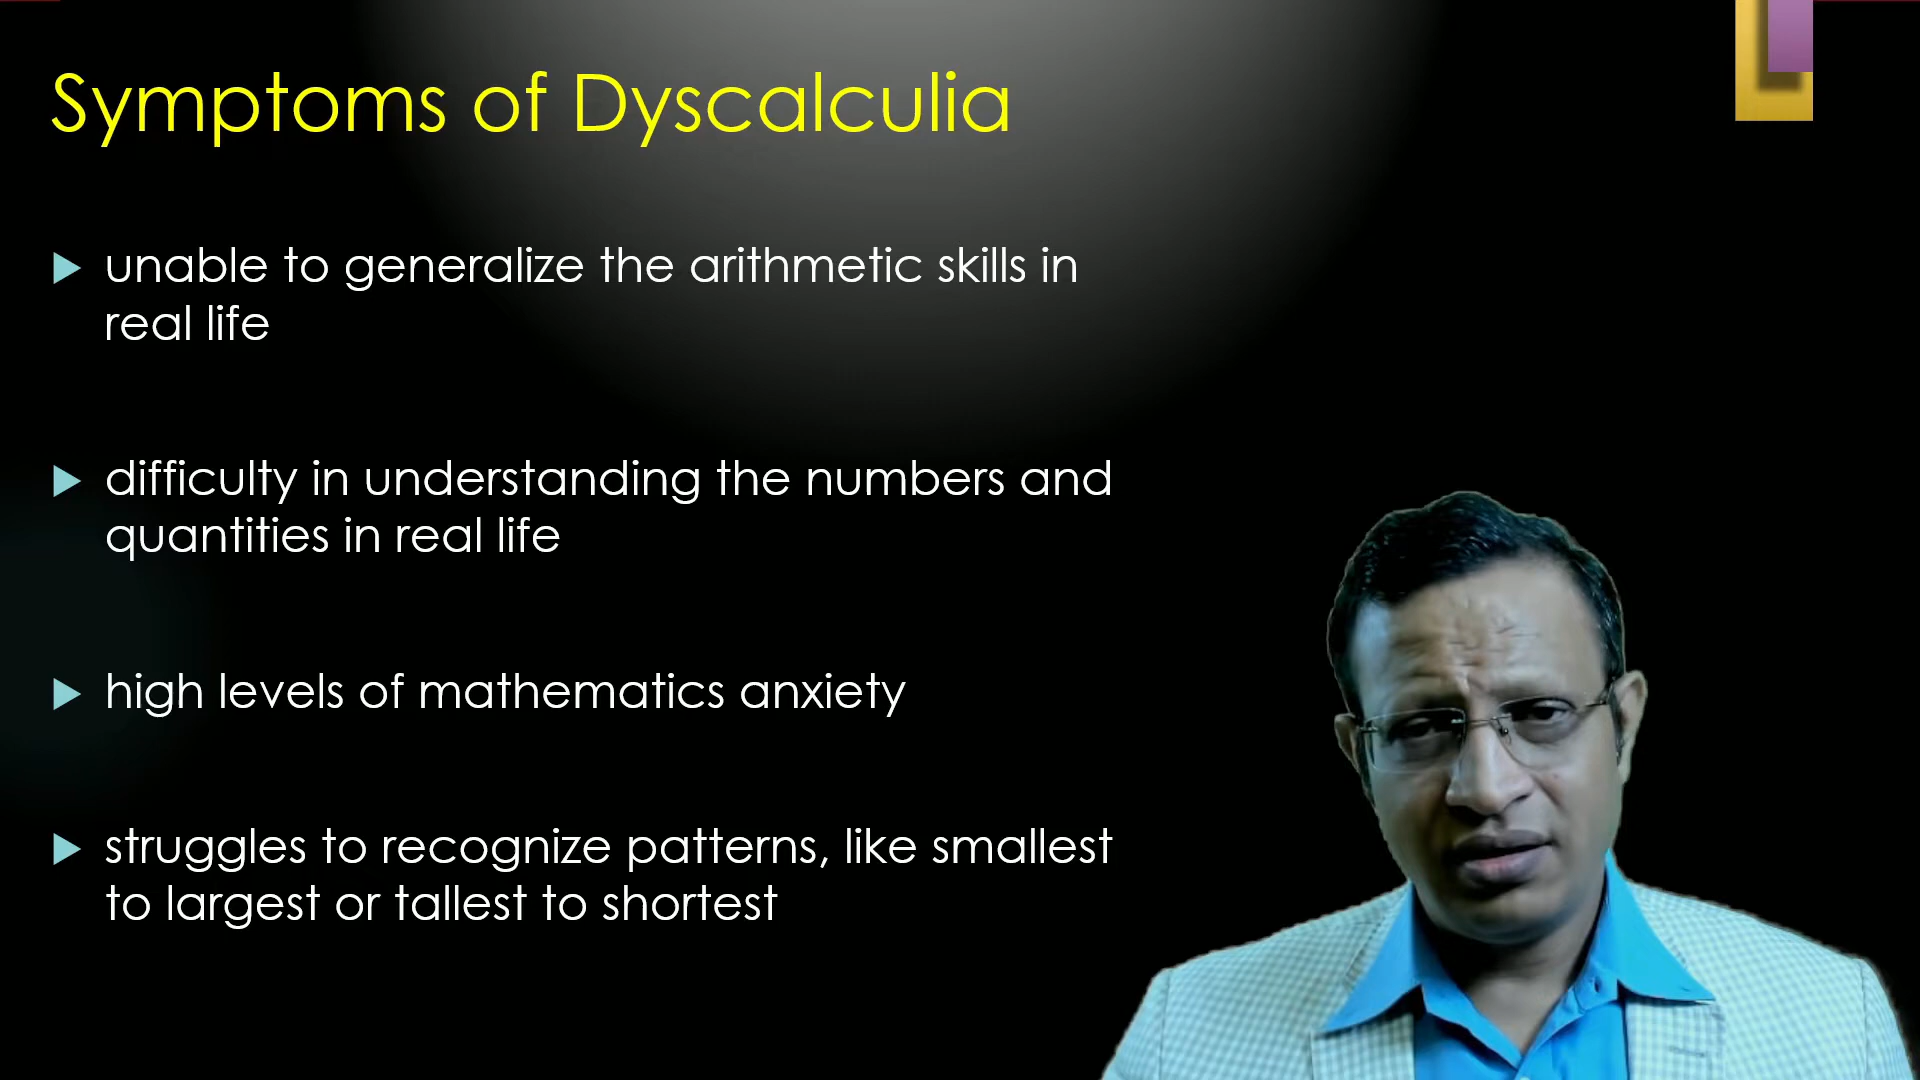 Symptoms of Dyscalculia
unable to generalize the arithmetic skills in
real life
difficulty in understanding the numbers and
quantities in real life
high levels of mathematics anxiety
struggles to recognize patterns, like smallest
to largest or tallest to shortest